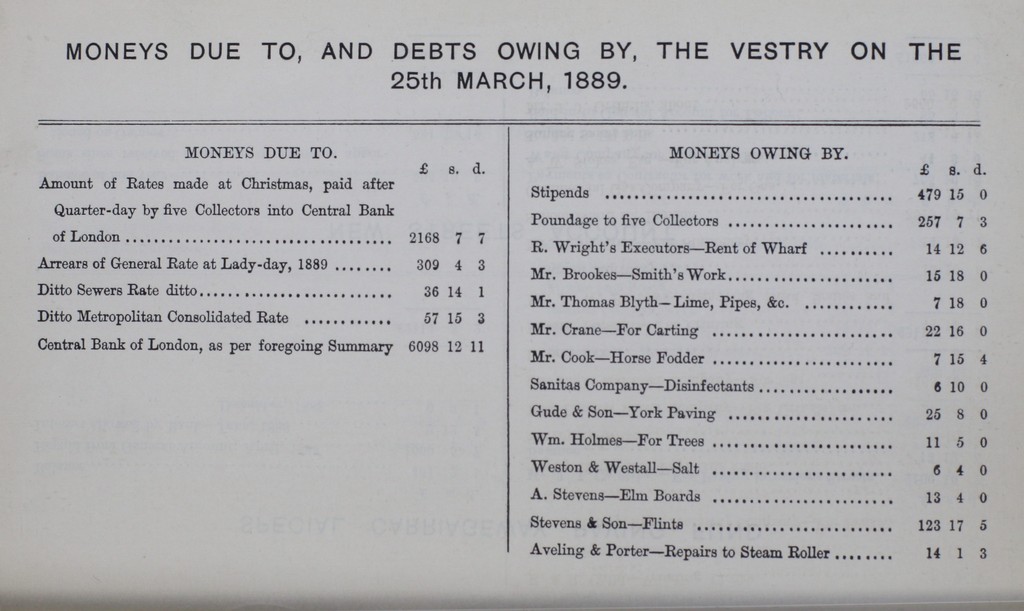 MONEYS DUE TO, AND DEBTS OWING BY, THE VESTRY ON THE
25th MARCH, 1889.
MONEYS DUE TO.
£ s. d.
Amount of Rates made at Christmas, paid after
Quarter-day by five Collectors into Central Bank
of London .................................. 2168 7 7
Arrears of General Rate at Lady-day, 1889 ........ 309 4 3
Ditto Sewers Rate ditto......................... 36 14 1
Ditto Metropolitan Consolidated Rate ............ 57 15 3
Central Bank of London, as per foregoing Summary 6098 12 11
MONEYS OWING BY.
£ s. d.
Stipends ..................................... 479 15 0
Poundage to five Collectors ..................... 257 7 3
R. Wright's Executors—Rent of Wharf .......... 14 12 6
Mr. Brookes—Smith's Work..................... 15 18 0
Mr. Thomas Blyth—Lime, Pipes, &c. ............ 7 18 0
Mr. Crane—For Carting ........................ 22 16 0
Mr. Cook—Horse Fodder ....................... 7 15 4
Sanitas Company—Disinfectants ................. 6 10 0
Gude & Son—York Paving ..................... 25 8 0
Wm. Holmes—For Trees ....................... 11 5 0
Weston & Westall—Salt ....................... 6 4 0
A. Stevens—Elm Boards ....................... 13 4 0
Stevens & Son—Flints ......................... 123 17 5
Aveling & Porter—Repairs to Steam Roller ........ 14 1 3